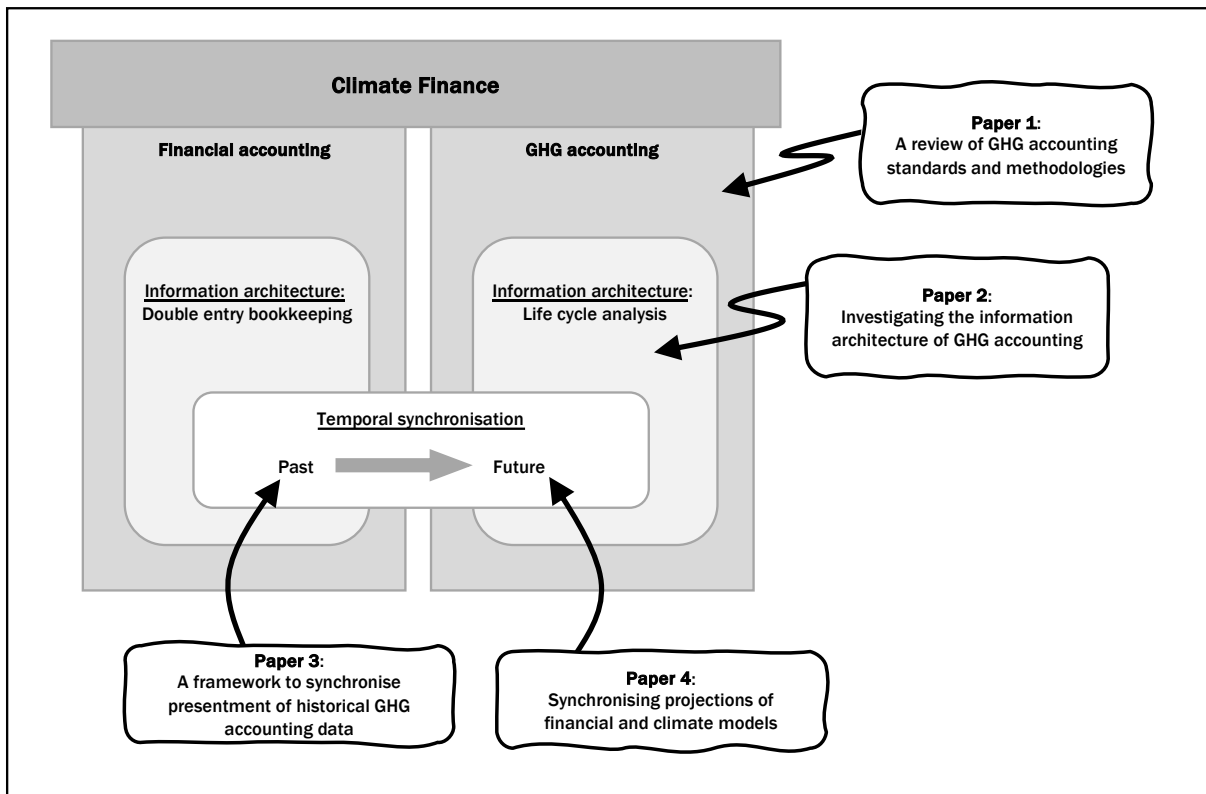 Climate Finance
Financial accounting
GHG accounting
Paper 1:
A review of GHG accounting
standards and methodologies
Information architecture:
Double entry bookkeeping
Information architecture:
Life cycle analysis
Paper 2:
Investigating the information
architecture of GHG accounting
Temporal synchronisation
Past
Future
Paper 3:
A framework to synchronise
presentment of historical GHG
accounting data
Paper 4:
Synchronising projections of
financial and climate models